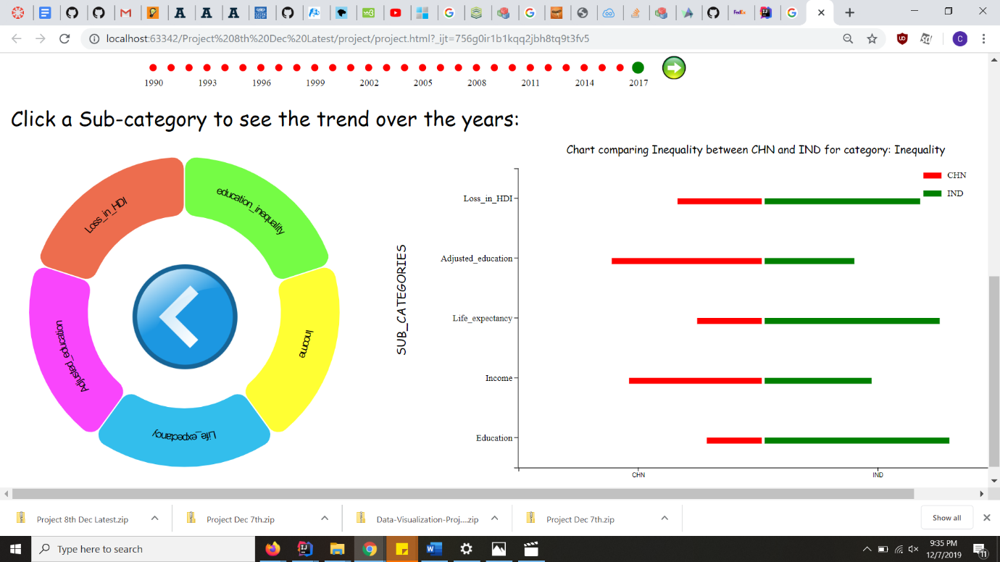 localhost:63342/Project%208th%20Dec%20Latest/project/project.html?_ijt=756g0ir1b1kqq2jbh8tq9t3fv5
C
1990 1993 1996 1999 2002 2005 2008 2011 2014 2017
Click a Sub-category to see the trend over the years:
Loss_in_HDI
education_inequality
Income
Life_expectancy
Adjusted_education
Chart comparing Inequality between CHN and IND for category: Inequality
CHN
IND
SUB_CATEGORIES
Loss_in_HDI
Adjusted_education
Life_expectancy
Income
Education
CHN IND
Project 8th Dec Latest.zip
Project Dec 7th.zip
Data-Visualization-Proj....zip
Project Dec 7th.zip
Show all
Type here to search
9:35 PM
12/7/2019
11